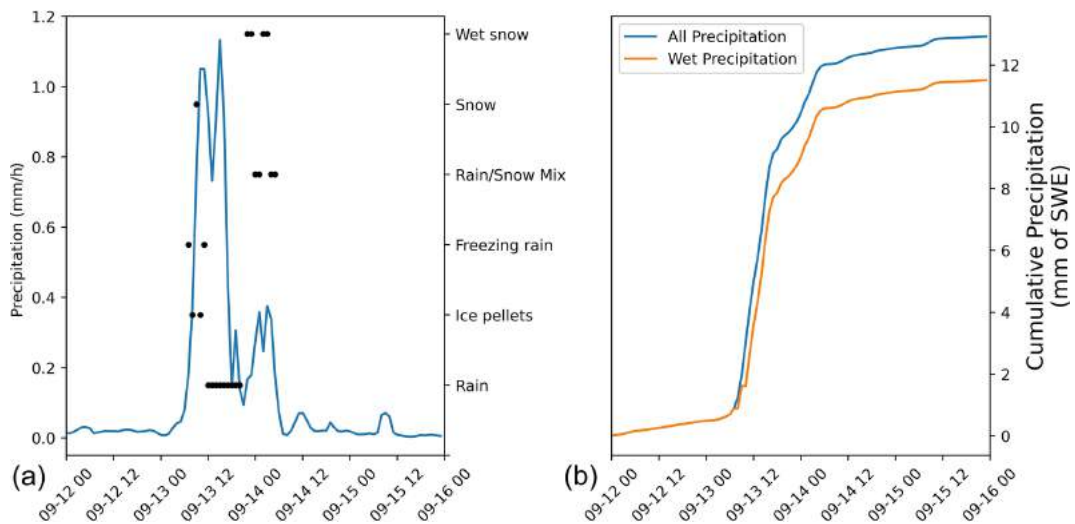 1.2
1.0
0.8
0.6
0.4
0.2
0.0
Precipitation (mm/h)
Wet snow
Snow
Rain/Snow Mix
Freezing rain
Ice pellets
Rain
09-12 00
09-12 12
09-13 00
09-13 12
09-14 00
09-14 12
09-15 00
09-15 12
09-16 00
(a)
All Precipitation
Wet Precipitation
12
10
8
6
4
2
0
Cumulative Precipitation
(mm of SWE)
09-12 00
09-12 12
09-13 00
09-13 12
09-14 00
09-14 12
09-15 00
09-15 12
09-16 00
(b)